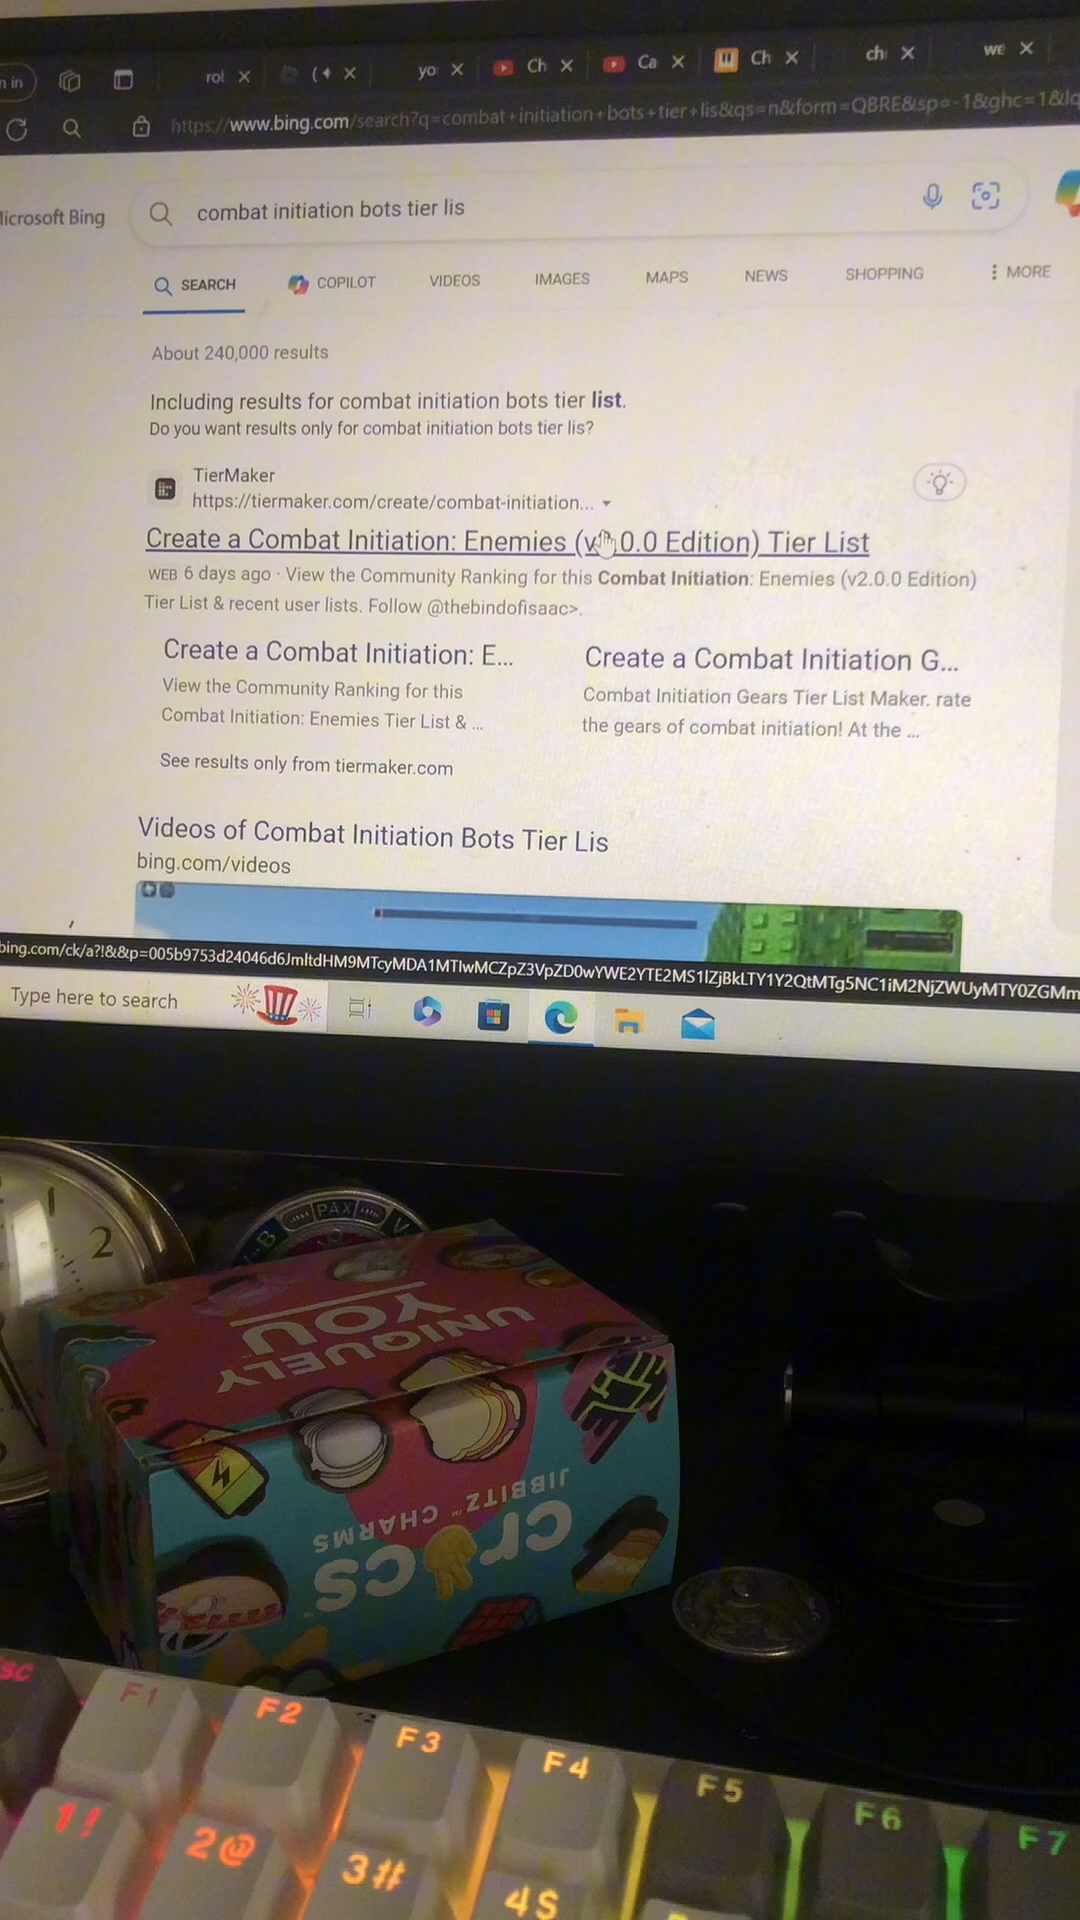 n in
rol
yo
Ch
Ca
Ch
ch
we
https://www.bing.com/search?q=combat+initiation+bots+tier+lis&qs=n&form=QBRE&sp=-1&ghc=1&lq
Microsoft Bing
combat initiation bots tier lis
SEARCH
COPILOT
VIDEOS
IMAGES
MAPS
NEWS
SHOPPING
MORE
About 240,000 results
Including results for combat initiation bots tier list.
Do you want results only for combat initiation bots tier lis?
TierMaker
https://tiermaker.com/create/combat-initiation...
Create a Combat Initiation: Enemies (v 0.0 Edition) Tier List
WEB 6 days ago · View the Community Ranking for this Combat Initiation: Enemies (v2.0.0 Edition)
Tier List & recent user lists. Follow @thebindofisaac>.
Create a Combat Initiation: E...
View the Community Ranking for this
Combat Initiation: Enemies Tier List & ...
Create a Combat Initiation G...
Combat Initiation Gears Tier List Maker. rate
the gears of combat initiation! At the ...
See results only from tiermaker.com
Videos of Combat Initiation Bots Tier Lis
bing.com/videos
Type here to search
1
2
PAX
UNIQUELY
YOU
crocs
JIBBITZ™ CHARMS
sc
F1
F2
F3
F4
F5
F6
F7
1!
2@
3#
4$